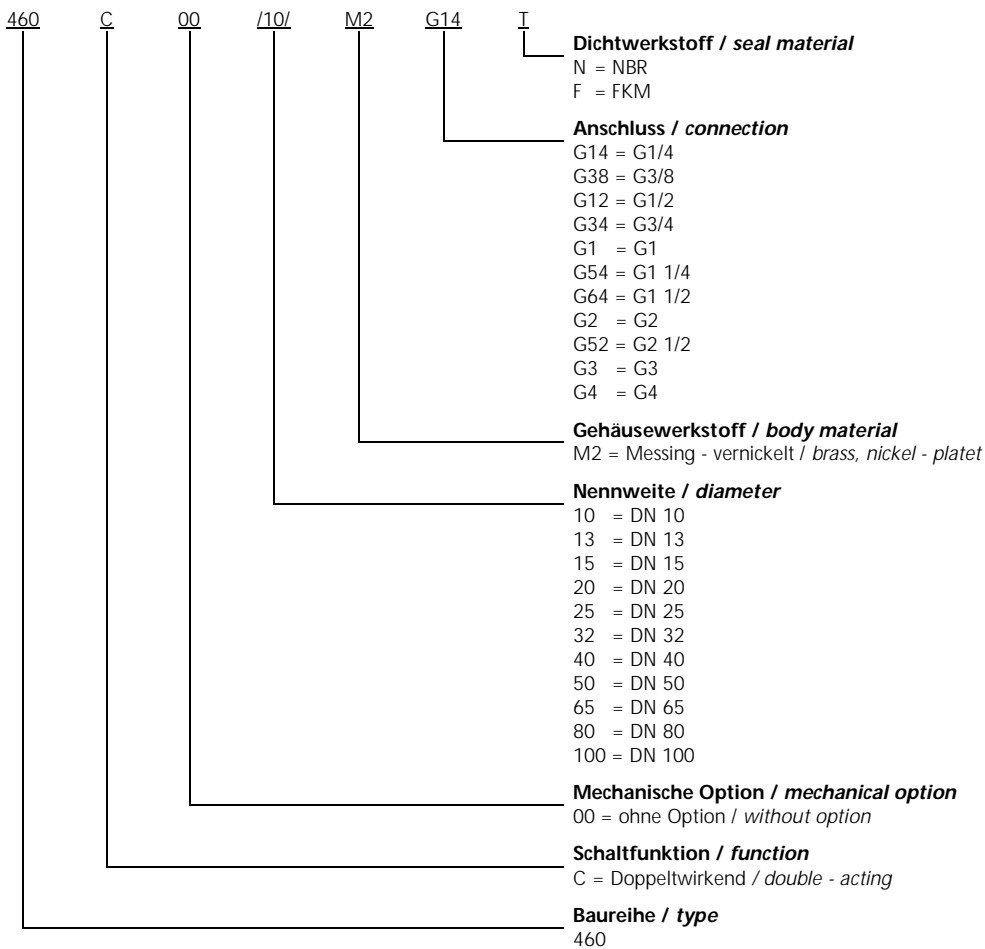 460 C 00 /10/ M2 G14 T
Dichtwerkstoff / seal material
N = NBR
F = FKM
Anschluss / connection
G14 = G1/4
G38 = G3/8
G12 = G1/2
G34 = G3/4
G1 = G1
G54 = G1 1/4
G64 = G1 1/2
G2 = G2
G52 = G2 1/2
G3 = G3
G4 = G4
Gehäusewerkstoff / body material
M2 = Messing - vernickelt / brass, nickel - platet
Nennweite / diameter
10 = DN 10
13 = DN 13
15 = DN 15
20 = DN 20
25 = DN 25
32 = DN 32
40 = DN 40
50 = DN 50
65 = DN 65
80 = DN 80
100 = DN 100
Mechanische Option / mechanical option
00 = ohne Option / without option
Schaltfunktion / function
C = Doppeltwirkend / double - acting
Baureihe / type
460